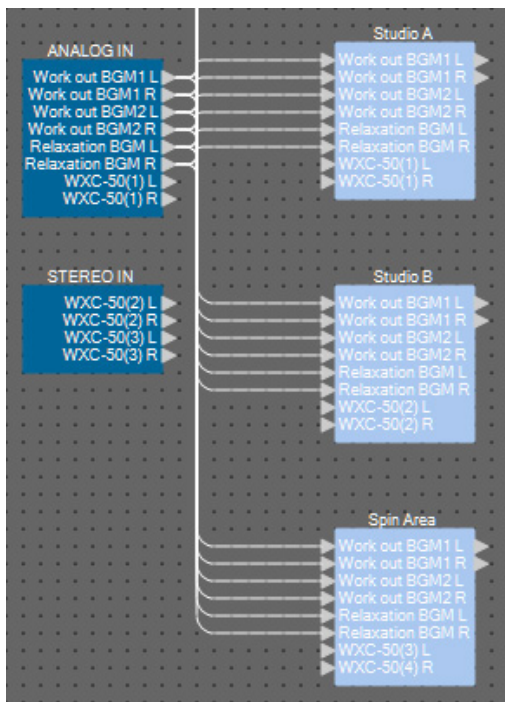 ANALOG IN
Work out BGM1 L
Work out BGM1 R
Work out BGM2 L
Work out BGM2 R
Relaxation BGM L
Relaxation BGM R
WXC-50(1) L
WXC-50(1) R
STEREO IN
WXC-50(2) L
WXC-50(2) R
WXC-50(3) L
WXC-50(3) R
Studio A
Work out BGM1 L
Work out BGM1 R
Work out BGM2 L
Work out BGM2 R
Relaxation BGM L
Relaxation BGM R
WXC-50(1) L
WXC-50(1) R
Studio B
Work out BGM1 L
Work out BGM1 R
Work out BGM2 L
Work out BGM2 R
Relaxation BGM L
Relaxation BGM R
WXC-50(2) L
WXC-50(2) R
Spin Area
Work out BGM1 L
Work out BGM1 R
Work out BGM2 L
Work out BGM2 R
Relaxation BGM L
Relaxation BGM R
WXC-50(3) L
WXC-50(4) R